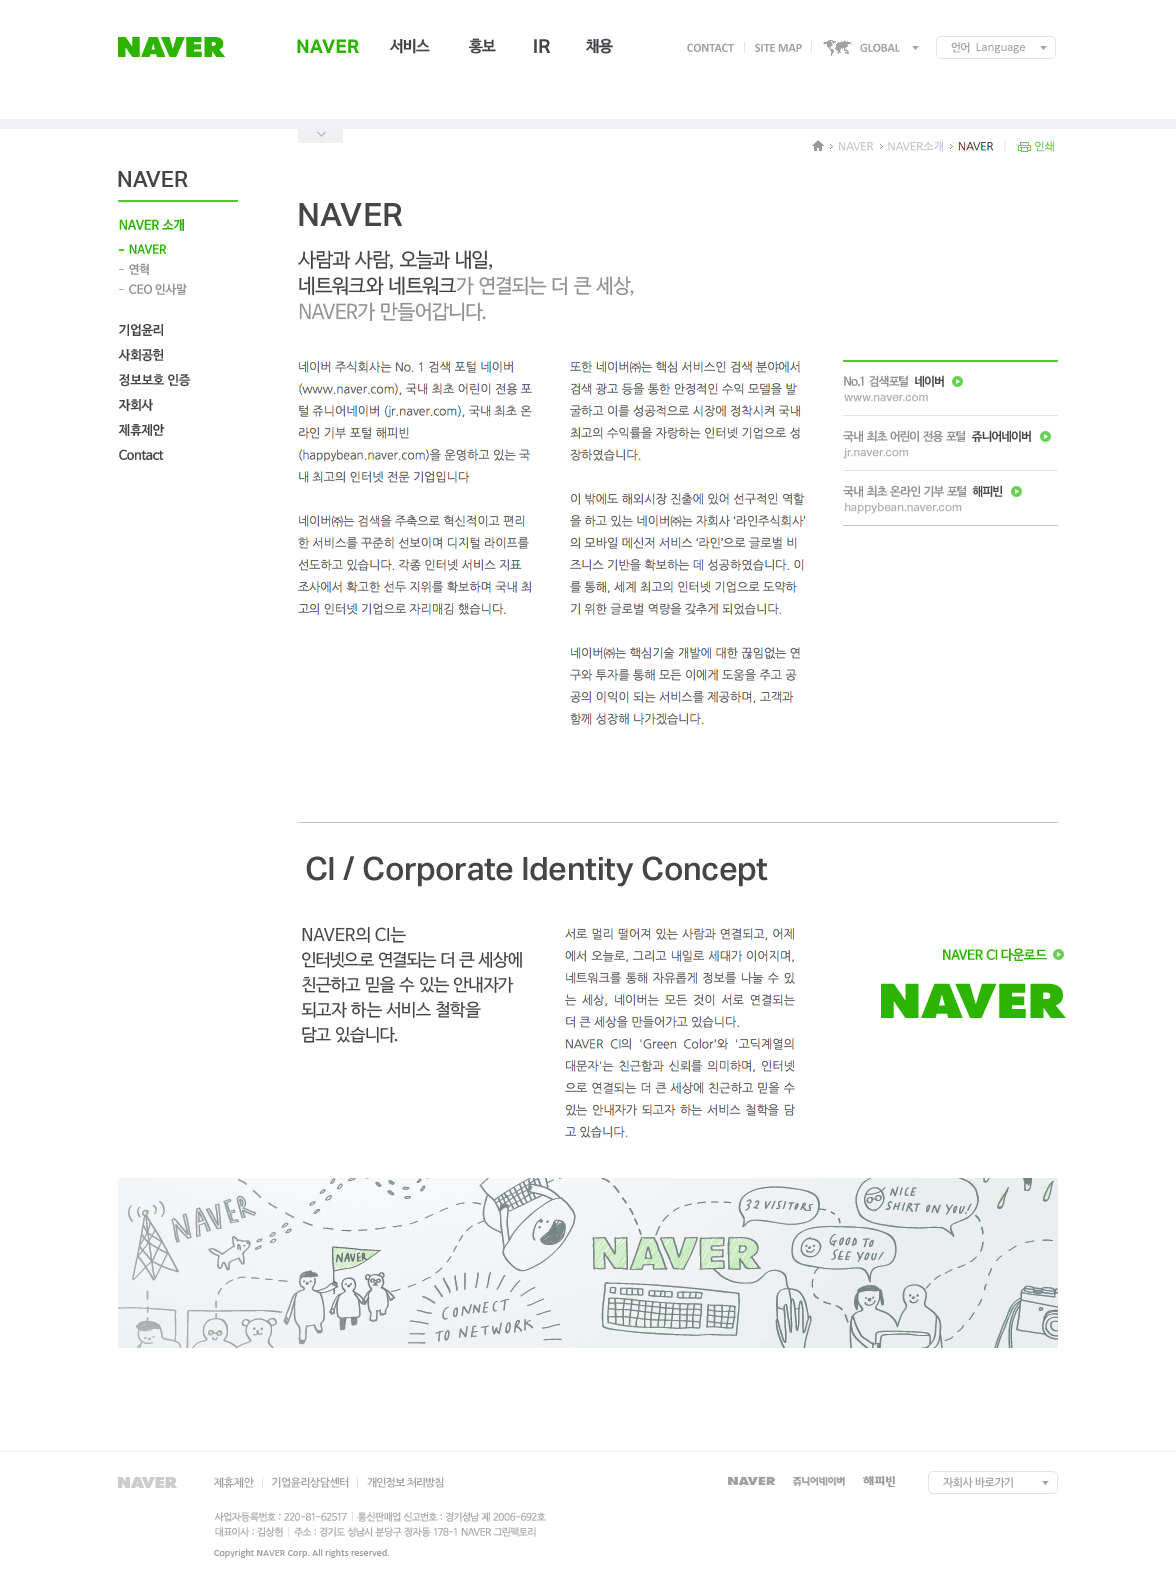 NAVER
NAVER 서비스 홍보 IR 채용
CONTACT SITE MAP GLOBAL 언어 Language
NAVER NAVER소개 NAVER 인쇄
NAVER
NAVER 소개
- NAVER
- 연혁
- CEO 인사말
기업윤리
사회공헌
정보보호 인증
자회사
제휴제안
Contact
NAVER
사람과 사람, 오늘과 내일,
네트워크와 네트워크가 연결되는 더 큰 세상,
NAVER가 만들어갑니다.
네이버 주식회사는 No. 1 검색 포털 네이버
(www.naver.com), 국내 최초 어린이 전용 포
털 쥬니어네이버 (jr.naver.com), 국내 최초 온
라인 기부 포털 해피빈
(happybean.naver.com)을 운영하고 있는 국
내 최고의 인터넷 전문 기업입니다
네이버㈜는 검색을 주축으로 혁신적이고 편리
한 서비스를 꾸준히 선보이며 디지털 라이프를
선도하고 있습니다. 각종 인터넷 서비스 지표
조사에서 확고한 선두 지위를 확보하며 국내 최
고의 인터넷 기업으로 자리매김 했습니다.
또한 네이버㈜는 핵심 서비스인 검색 분야에서
검색 광고 등을 통한 안정적인 수익 모델을 발
굴하고 이를 성공적으로 시장에 정착시켜 국내
최고의 수익률을 자랑하는 인터넷 기업으로 성
장하였습니다.
이 밖에도 해외시장 진출에 있어 선구적인 역할
을 하고 있는 네이버㈜는 자회사 ‘라인주식회사’
의 모바일 메신저 서비스 ‘라인’으로 글로벌 비
즈니스 기반을 확보하는 데 성공하였습니다. 이
를 통해, 세계 최고의 인터넷 기업으로 도약하
기 위한 글로벌 역량을 갖추게 되었습니다.
네이버㈜는 핵심기술 개발에 대한 끊임없는 연
구와 투자를 통해 모든 이에게 도움을 주고 공
공의 이익이 되는 서비스를 제공하며, 고객과
함께 성장해 나가겠습니다.
No.1 검색포털 네이버
www.naver.com
국내 최초 어린이 전용 포털 쥬니어네이버
jr.naver.com
국내 최초 온라인 기부 포털 해피빈
happybean.naver.com
CI / Corporate Identity Concept
NAVER의 CI는
인터넷으로 연결되는 더 큰 세상에
친근하고 믿을 수 있는 안내자가
되고자 하는 서비스 철학을
담고 있습니다.
서로 멀리 떨어져 있는 사람과 연결되고, 어제
에서 오늘로, 그리고 내일로 세대가 이어지며,
네트워크를 통해 자유롭게 정보를 나눌 수 있
는 세상, 네이버는 모든 것이 서로 연결되는
더 큰 세상을 만들어가고 있습니다.
NAVER CI의 'Green Color'와 '고딕계열의
대문자'는 친근함과 신뢰를 의미하며, 인터넷
으로 연결되는 더 큰 세상에 친근하고 믿을 수
있는 안내자가 되고자 하는 서비스 철학을 담
고 있습니다.
NAVER CI 다운로드
NAVER
NAVER
NAVER
CONNECT
TO NETWORK
NAVER
32 VISITORS
NICE
SHIRT ON YOU!
GOOD TO
SEE YOU!
NAVER
제휴제안 기업윤리상담센터 개인정보 처리방침
NAVER 쥬니어네이버 해피빈
자회사 바로가기
사업자등록번호 : 220-81-62517 통신판매업 신고번호 : 경기성남 제 2006-692호
대표이사 : 김상헌 주소 : 경기도 성남시 분당구 정자동 178-1 NAVER 그린팩토리
Copyright NAVER Corp. All rights reserved.